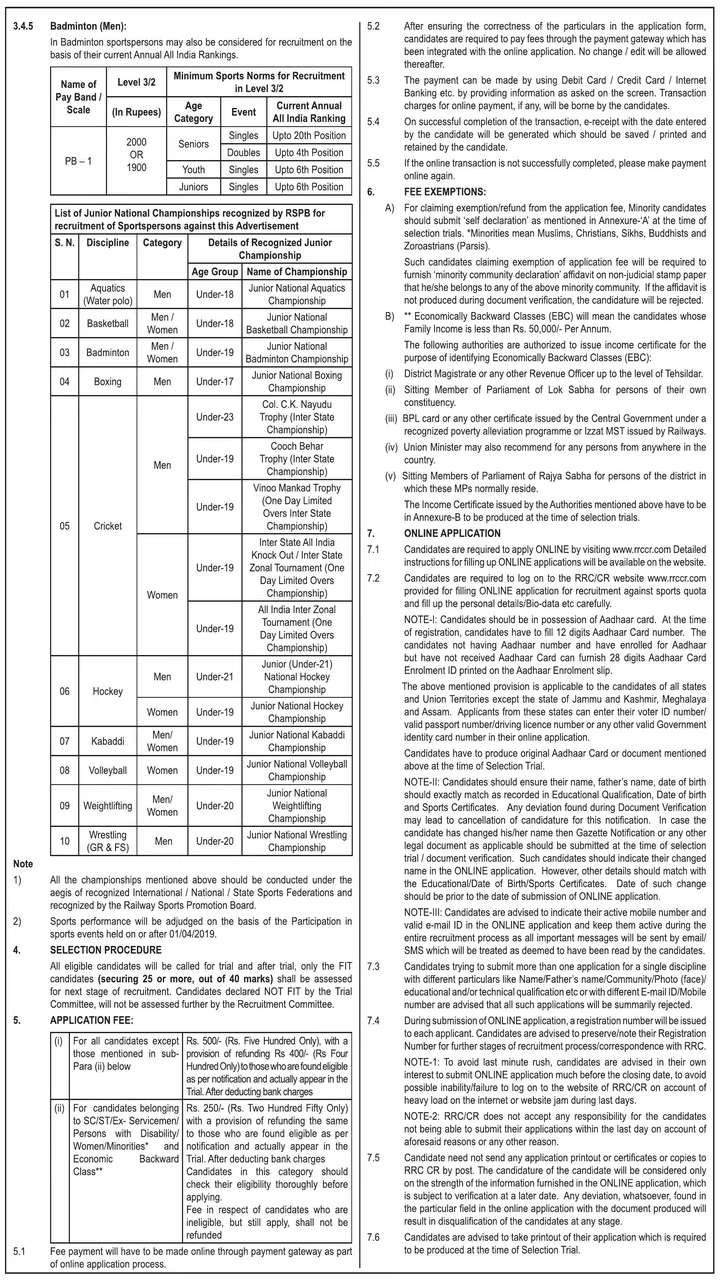 3.4.5 Badminton (Men):
In Badminton sportspersons may also be considered for recruitment on the
basis of their current Annual All India Rankings.
Name of Pay Band / Scale
Level 3/2
(In Rupees)
Minimum Sports Norms for Recruitment
in Level 3/2
Age Category
Event
Current Annual All India Ranking
PB – 1
2000
OR
1900
Seniors
Singles Upto 20th Position
Doubles Upto 4th Position
Youth Singles Upto 6th Position
Juniors Singles Upto 6th Position
List of Junior National Championships recognized by RSPB for
recruitment of Sportspersons against this Advertisement
S. N. Discipline Category Details of Recognized Junior
Championship
Age Group Name of Championship
01 Aquatics (Water polo) Men Under-18 Junior National Aquatics
Championship
02 Basketball Men / Women Under-18 Junior National
Basketball Championship
03 Badminton Men / Women Under-19 Junior National
Badminton Championship
04 Boxing Men Under-17 Junior National Boxing
Championship
05 Cricket
Men
Under-23 Col. C.K. Nayudu
Trophy (Inter State
Championship)
Under-19 Cooch Behar
Trophy (Inter State
Championship)
Under-19 Vinoo Mankad Trophy
(One Day Limited
Overs Inter State
Championship)
Women
Under-19 Inter State All India
Knock Out / Inter State
Zonal Tournament (One
Day Limited Overs
Championship)
Under-19 All India Inter Zonal
Tournament (One
Day Limited Overs
Championship)
06 Hockey
Men Under-21 Junior (Under-21)
National Hockey
Championship
Women Under-19 Junior National Hockey
Championship
07 Kabaddi Men/ Women Under-19 Junior National Kabaddi
Championship
08 Volleyball Women Under-19 Junior National Volleyball
Championship
09 Weightlifting Men/ Women Under-20 Junior National
Weightlifting
Championship
10 Wrestling (GR & FS) Men Under-20 Junior National Wrestling
Championship
Note
1) All the championships mentioned above should be conducted under the
aegis of recognized International / National / State Sports Federations and
recognized by the Railway Sports Promotion Board.
2) Sports performance will be adjudged on the basis of the Participation in
sports events held on or after 01/04/2019.
4. SELECTION PROCEDURE
All eligible candidates will be called for trial and after trial, only the FIT
candidates (securing 25 or more, out of 40 marks) shall be assessed
for next stage of recruitment. Candidates declared NOT FIT by the Trial
Committee, will not be assessed further by the Recruitment Committee.
5. APPLICATION FEE:
(i) For all candidates except
those mentioned in sub-
Para (ii) below
Rs. 500/- (Rs. Five Hundred Only), with a
provision of refunding Rs 400/- (Rs Four
Hundred Only) to those who are found eligible
as per notification and actually appear in the
Trial. After deducting bank charges
(ii) For candidates belonging
to SC/ST/Ex- Servicemen/
Persons with Disability/
Women/Minorities* and
Economic Backward
Class**
Rs. 250/- (Rs. Two Hundred Fifty Only)
with a provision of refunding the same
to those who are found eligible as per
notification and actually appear in the
Trial. After deducting bank charges
Candidates in this category should
check their eligibility thoroughly before
applying.
Fee in respect of candidates who are
ineligible, but still apply, shall not be
refunded
5.1 Fee payment will have to be made online through payment gateway as part
of online application process.
5.2 After ensuring the correctness of the particulars in the application form,
candidates are required to pay fees through the payment gateway which has
been integrated with the online application. No change / edit will be allowed
thereafter.
5.3 The payment can be made by using Debit Card / Credit Card / Internet
Banking etc. by providing information as asked on the screen. Transaction
charges for online payment, if any, will be borne by the candidates.
5.4 On successful completion of the transaction, e-receipt with the date entered
by the candidate will be generated which should be saved / printed and
retained by the candidate.
5.5 If the online transaction is not successfully completed, please make payment
online again.
6. FEE EXEMPTIONS:
A) For claiming exemption/refund from the application fee, Minority candidates
should submit ‘self declaration’ as mentioned in Annexure-‘A’ at the time of
selection trials. *Minorities mean Muslims, Christians, Sikhs, Buddhists and
Zoroastrians (Parsis).
Such candidates claiming exemption of application fee will be required to
furnish ‘minority community declaration’ affidavit on non-judicial stamp paper
that he/she belongs to any of the above minority community. If the affidavit is
not produced during document verification, the candidature will be rejected.
B) ** Economically Backward Classes (EBC) will mean the candidates whose
Family Income is less than Rs. 50,000/- Per Annum.
The following authorities are authorized to issue income certificate for the
purpose of identifying Economically Backward Classes (EBC):
(i) District Magistrate or any other Revenue Officer up to the level of Tehsildar.
(ii) Sitting Member of Parliament of Lok Sabha for persons of their own
constituency.
(iii) BPL card or any other certificate issued by the Central Government under a
recognized poverty alleviation programme or Izzat MST issued by Railways.
(iv) Union Minister may also recommend for any persons from anywhere in the
country.
(v) Sitting Members of Parliament of Rajya Sabha for persons of the district in
which these MPs normally reside.
The Income Certificate issued by the Authorities mentioned above have to be
in Annexure-B to be produced at the time of selection trials.
7. ONLINE APPLICATION
7.1 Candidates are required to apply ONLINE by visiting www.rrccr.com Detailed
instructions for filling up ONLINE applications will be available on the website.
7.2 Candidates are required to log on to the RRC/CR website www.rrccr.com
provided for filling ONLINE application for recruitment against sports quota
and fill up the personal details/Bio-data etc carefully.
NOTE-I: Candidates should be in possession of Aadhaar card. At the time
of registration, candidates have to fill 12 digits Aadhaar Card number. The
candidates not having Aadhaar number and have enrolled for Aadhaar
but have not received Aadhaar Card can furnish 28 digits Aadhaar Card
Enrolment ID printed on the Aadhaar Enrolment slip.
The above mentioned provision is applicable to the candidates of all states
and Union Territories except the state of Jammu and Kashmir, Meghalaya
and Assam. Applicants from these states can enter their voter ID number/
valid passport number/driving licence number or any other valid Government
identity card number in their online application.
Candidates have to produce original Aadhaar Card or document mentioned
above at the time of Selection Trial.
NOTE-II: Candidates should ensure their name, father’s name, date of birth
should exactly match as recorded in Educational Qualification, Date of birth
and Sports Certificates. Any deviation found during Document Verification
may lead to cancellation of candidature for this notification. In case the
candidate has changed his/her name then Gazette Notification or any other
legal document as applicable should be submitted at the time of selection
trial / document verification. Such candidates should indicate their changed
name in the ONLINE application. However, other details should match with
the Educational/Date of Birth/Sports Certificates. Date of such change
should be prior to the date of submission of ONLINE application.
NOTE-III: Candidates are advised to indicate their active mobile number and
valid e-mail ID in the ONLINE application and keep them active during the
entire recruitment process as all important messages will be sent by email/
SMS which will be treated as deemed to have been read by the candidates.
7.3 Candidates trying to submit more than one application for a single discipline
with different particulars like Name/Father’s name/Community/Photo (face)/
educational and/or technical qualification etc or with different E-mail ID/Mobile
number are advised that all such applications will be summarily rejected.
7.4 During submission of ONLINE application, a registration number will be issued
to each applicant. Candidates are advised to preserve/note their Registration
Number for further stages of recruitment process/correspondence with RRC.
NOTE-1: To avoid last minute rush, candidates are advised in their own
interest to submit ONLINE application much before the closing date, to avoid
possible inability/failure to log on to the website of RRC/CR on account of
heavy load on the internet or website jam during last days.
NOTE-2: RRC/CR does not accept any responsibility for the candidates
not being able to submit their applications within the last day on account of
aforesaid reasons or any other reason.
7.5 Candidate need not send any application printout or certificates or copies to
RRC CR by post. The candidature of the candidate will be considered only
on the strength of the information furnished in the ONLINE application, which
is subject to verification at a later date. Any deviation, whatsoever, found in
the particular field in the online application with the document produced will
result in disqualification of the candidates at any stage.
7.6 Candidates are advised to take printout of their application which is required
to be produced at the time of Selection Trial.